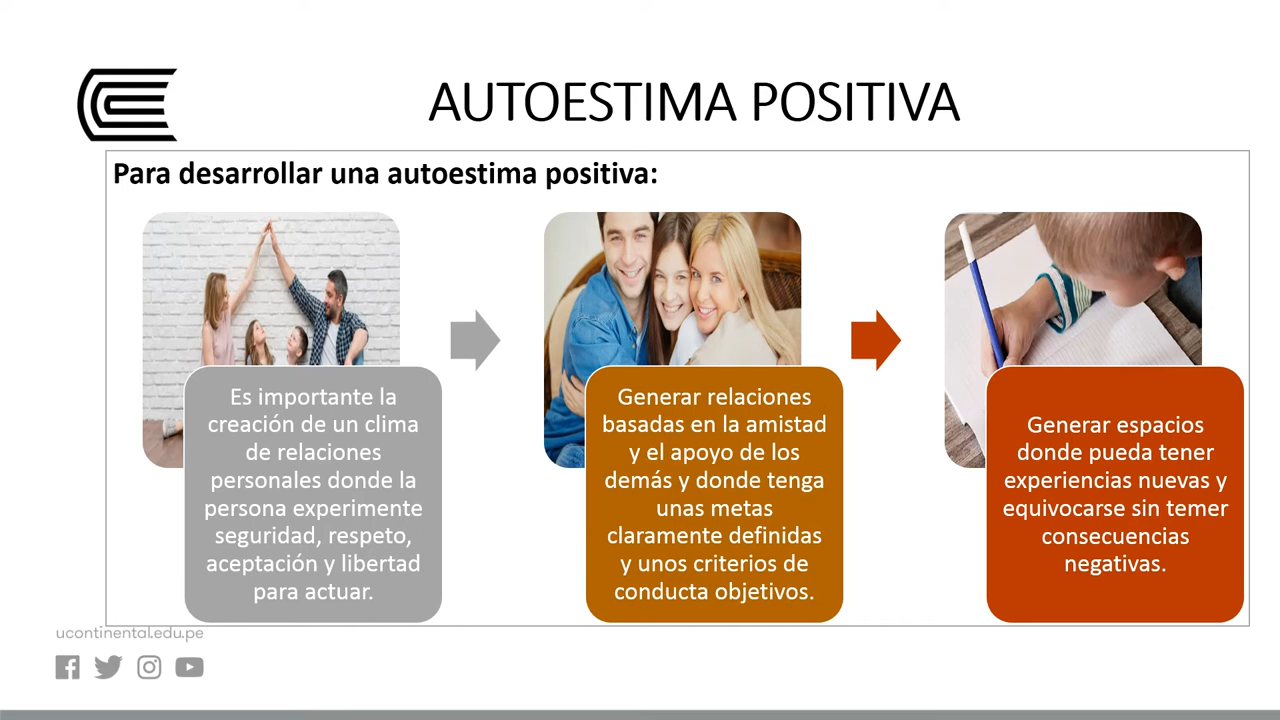 AUTOESTIMA POSITIVA
Para desarrollar una autoestima positiva:
Es importante la
creación de un clima
de relaciones
personales donde la
persona experimente
seguridad, respeto,
aceptación y libertad
para actuar.
Generar relaciones
basadas en la amistad
y el apoyo de los
demás y donde tenga
unas metas
claramente definidas
y unos criterios de
conducta objetivos.
Generar espacios
donde pueda tener
experiencias nuevas y
equivocarse sin temer
consecuencias
negativas.
ucontinental.edu.pe